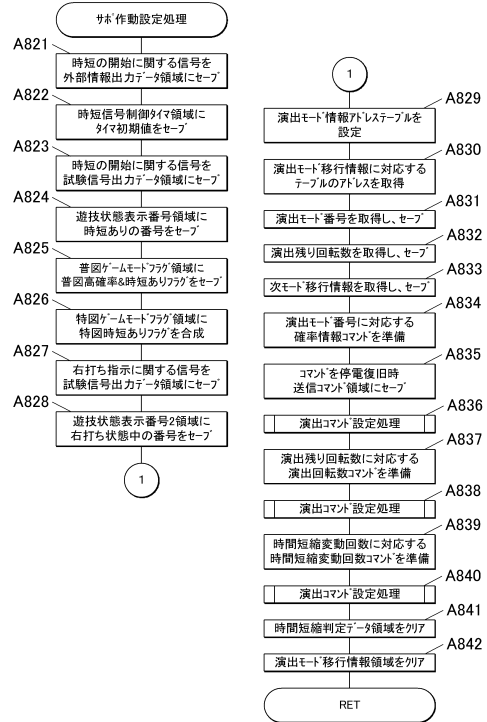 サポ作動設定処理
A821
時短の開始に関する信号を
外部情報出力データ領域にセーブ
A822
時短信号制御タイマ領域に
タイマ初期値をセーブ
A823
時短の開始に関する信号を
試験信号出力データ領域にセーブ
A824
遊技状態表示番号領域に
時短ありの番号をセーブ
A825
普図ゲームモードフラグ領域に
普図高確率&時短ありフラグをセーブ
A826
特図ゲームモードフラグ領域に
特図時短ありフラグを合成
A827
右打ち指示に関する信号を
試験信号出力データ領域にセーブ
A828
遊技状態表示番号2領域に
右打ち状態中の番号をセーブ
1
1
A829
演出モード情報アドレステーブルを
設定
A830
演出モード移行情報に対応する
テーブルのアドレスを取得
A831
演出モード番号を取得し、セーブ
A832
演出残り回転数を取得し、セーブ
A833
次モード移行情報を取得し、セーブ
A834
演出モード番号に対応する
確率情報コマンドを準備
A835
コマンドを停電復旧時
送信コマンド領域にセーブ
A836
演出コマンド設定処理
A837
演出残り回転数に対応する
演出回転数コマンドを準備
A838
演出コマンド設定処理
A839
時間短縮変動回数に対応する
時間短縮変動回数コマンドを準備
A840
演出コマンド設定処理
A841
時間短縮判定データ領域をクリア
A842
演出モード移行情報領域をクリア
RET